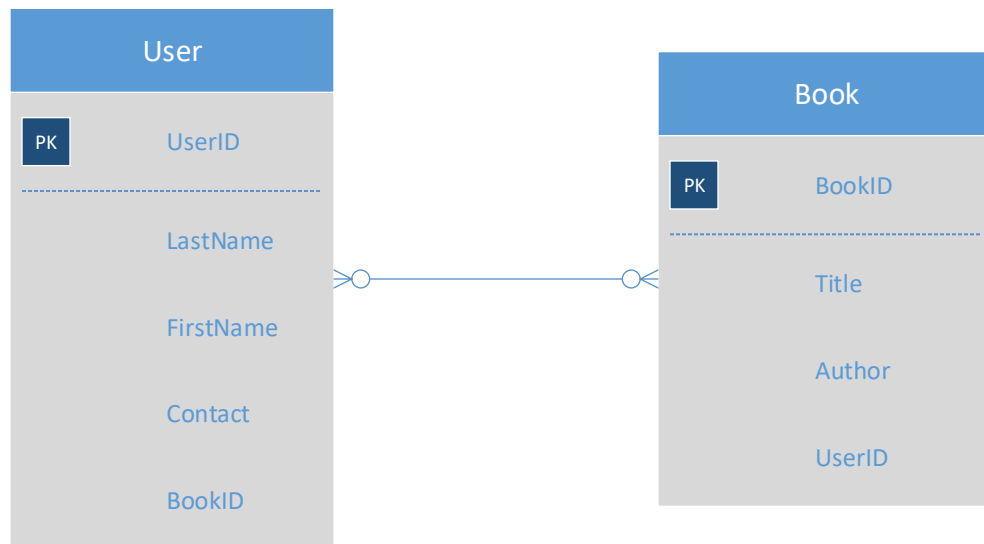 User
PK
UserID
LastName
FirstName
Contact
BookID
Book
PK
BookID
Title
Author
UserID